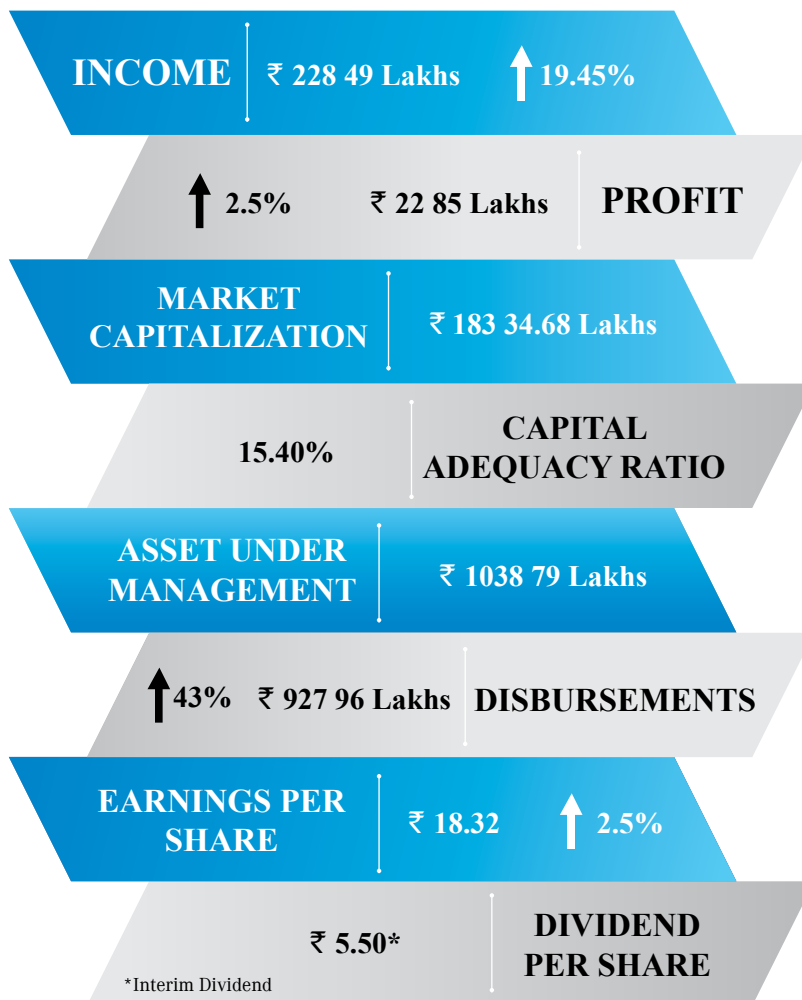 INCOME ₹ 228 49 Lakhs 19.45%
2.5% ₹ 22 85 Lakhs PROFIT
MARKET
CAPITALIZATION
₹ 183 34.68 Lakhs
15.40%
CAPITAL
ADEQUACY RATIO
ASSET UNDER
MANAGEMENT
₹ 1038 79 Lakhs
43% ₹ 927 96 Lakhs DISBURSEMENTS
EARNINGS PER
SHARE
₹ 18.32 2.5%
₹ 5.50*
DIVIDEND
PER SHARE
*Interim Dividend